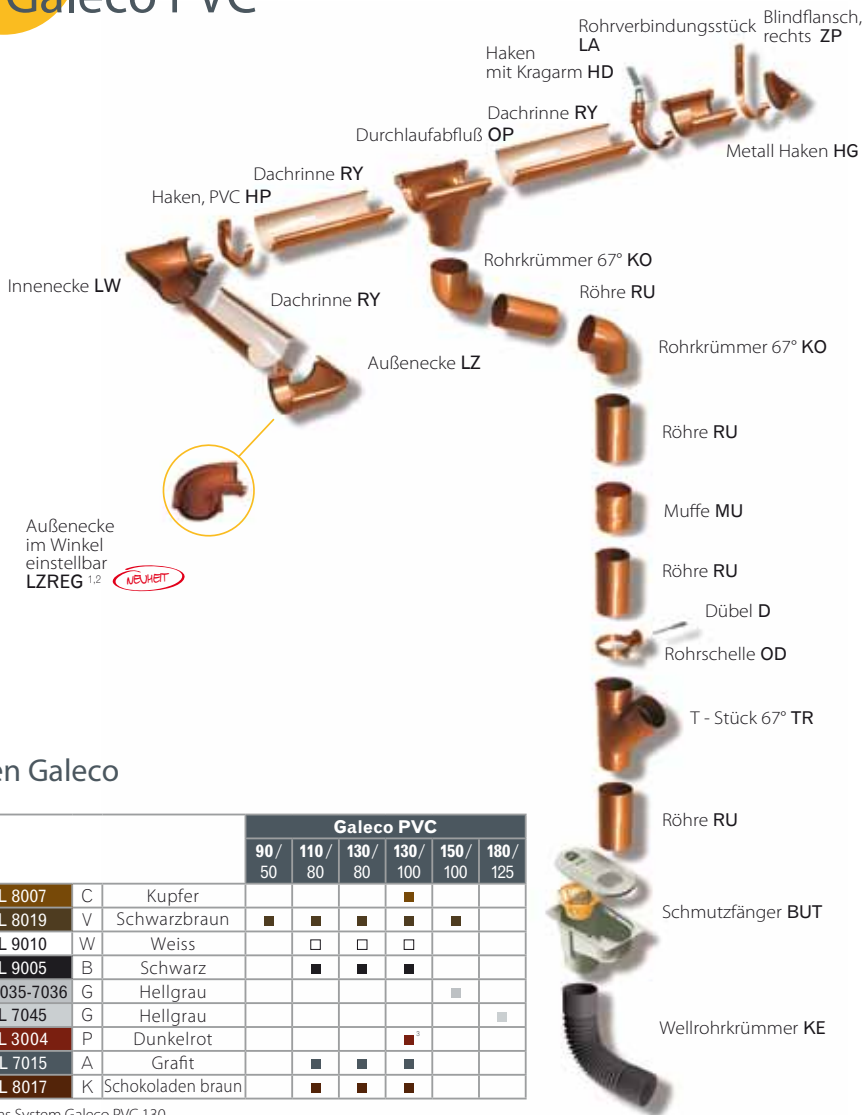 Galeco PVC
Blindflansch,
rechts ZP
Rohrverbindungsstück
LA
Haken
mit Kragarm HD
Dachrinne RY
Durchlaufabfluß OP
Metall Haken HG
Dachrinne RY
Haken, PVC HP
Rohrkrümmer 67° KO
Innenecke LW
Röhre RU
Dachrinne RY
Rohrkrümmer 67° KO
Außenecke LZ
Röhre RU
Muffe MU
Außenecke
im Winkel
einstellbar
LZREG 1,2 NEUHEIT
Röhre RU
Dübel D
Rohrschelle OD
T - Stück 67° TR
Röhre RU
Schmutzfänger BUT
Wellrohrkrümmer KE
en Galeco
Galeco PVC
90/ 110/ 130/ 130/ 150/ 180/
50 80 80 100 100 125
L 8007 C Kupfer
L 8019 V Schwarzbraun
L 9010 W Weiss
L 9005 B Schwarz
035-7036 G Hellgrau
L 7045 G Hellgrau
L 3004 P Dunkelrot 3
L 7015 A Grafit
L 8017 K Schokoladen braun
System Galeco PVC 130